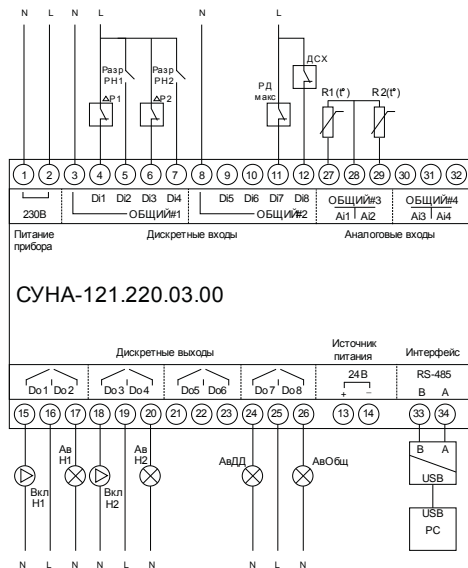 N L N L N L
ДСХ
Разр
РН1
Разр
РН2
ΔP1
ΔP2
РД
макс
R1(t°)
R2(t°)
1 2 3 4 5 6 7 8 9 10 11 12 27 28 29 30 31 32
Di1 Di2 Di3 Di4 Di5 Di6 Di7 Di8
230В
ОБЩИЙ#1
ОБЩИЙ#2
ОБЩИЙ#3
ОБЩИЙ#4
Ai1 Ai2
Ai3 Ai4
Питание
прибора
Дискретные входы
Аналоговые входы
СУНА-121.220.03.00
Дискретные выходы
Источник
питания
Интерфейс
Do1 Do2 Do3 Do4 Do5 Do6 Do7 Do8
24В
+ –
RS-485
B A
15 16 17 18 19 20 21 22 23 24 25 26 13 14 33 34
Вкл
Н1
Ав
Н1
Вкл
Н2
Ав
Н2
АвДД
АвОбщ
B A
USB
USB
PC
N L N N L N N L N